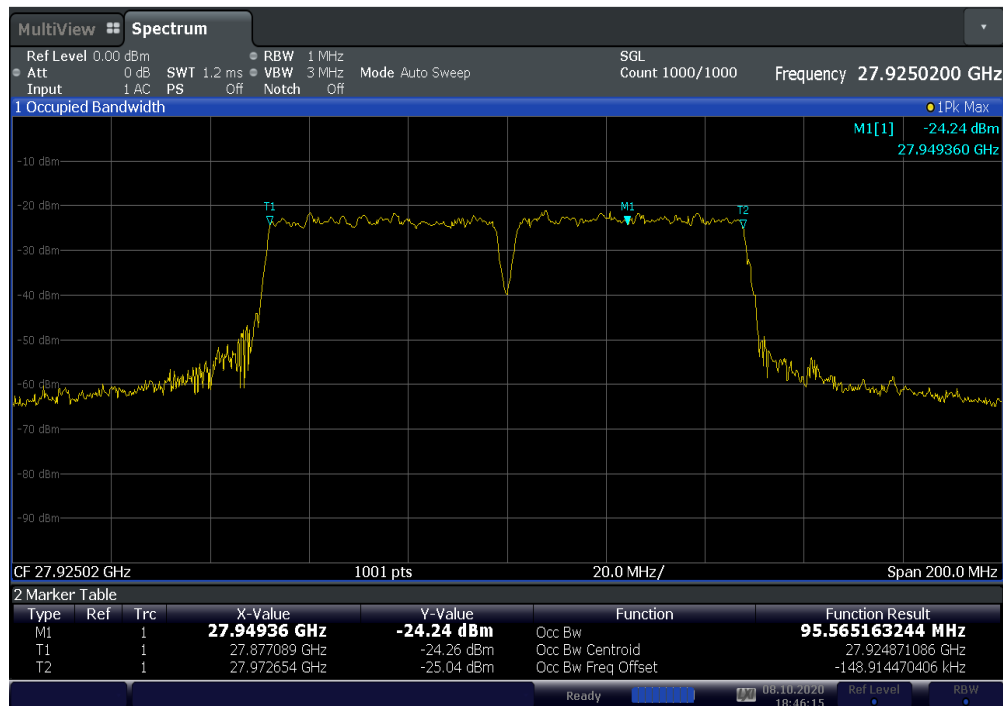 MultiView Spectrum
Ref Level 0.00 dBm RBW 1 MHz SGL
Att 0 dB SWT 1.2 ms VBW 3 MHz Mode Auto Sweep Count 1000/1000 Frequency 27.9250200 GHz
Input 1 AC PS Off Notch Off
1 Occupied Bandwidth 1Pk Max
M1[1] -24.24 dBm
27.949360 GHz
-10 dBm
-20 dBm
T1 M1 T2
-30 dBm
-40 dBm
-50 dBm
-60 dBm
-70 dBm
-80 dBm
-90 dBm
CF 27.92502 GHz 1001 pts 20.0 MHz/ Span 200.0 MHz
2 Marker Table
Type Ref Trc X-Value Y-Value Function Function Result
M1 1 27.94936 GHz -24.24 dBm Occ Bw 95.565163244 MHz
T1 1 27.877089 GHz -24.26 dBm Occ Bw Centroid 27.924871086 GHz
T2 1 27.972654 GHz -25.04 dBm Occ Bw Freq Offset -148.914470406 kHz
Ready 08.10.2020 Ref Level RBW
18:46:15